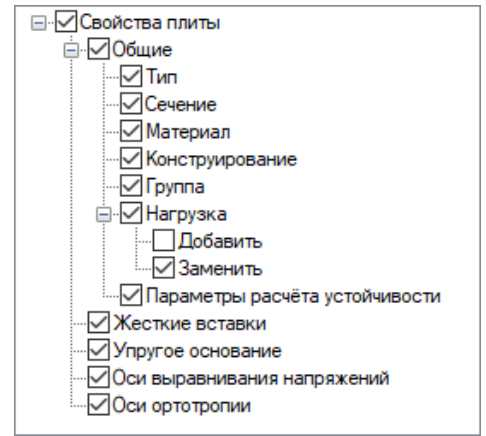 Свойства плиты
Общие
Тип
Сечение
Материал
Конструирование
Группа
Нагрузка
Добавить
Заменить
Параметры расчёта устойчивости
Жесткие вставки
Упругое основание
Оси выравнивания напряжений
Оси ортотропии